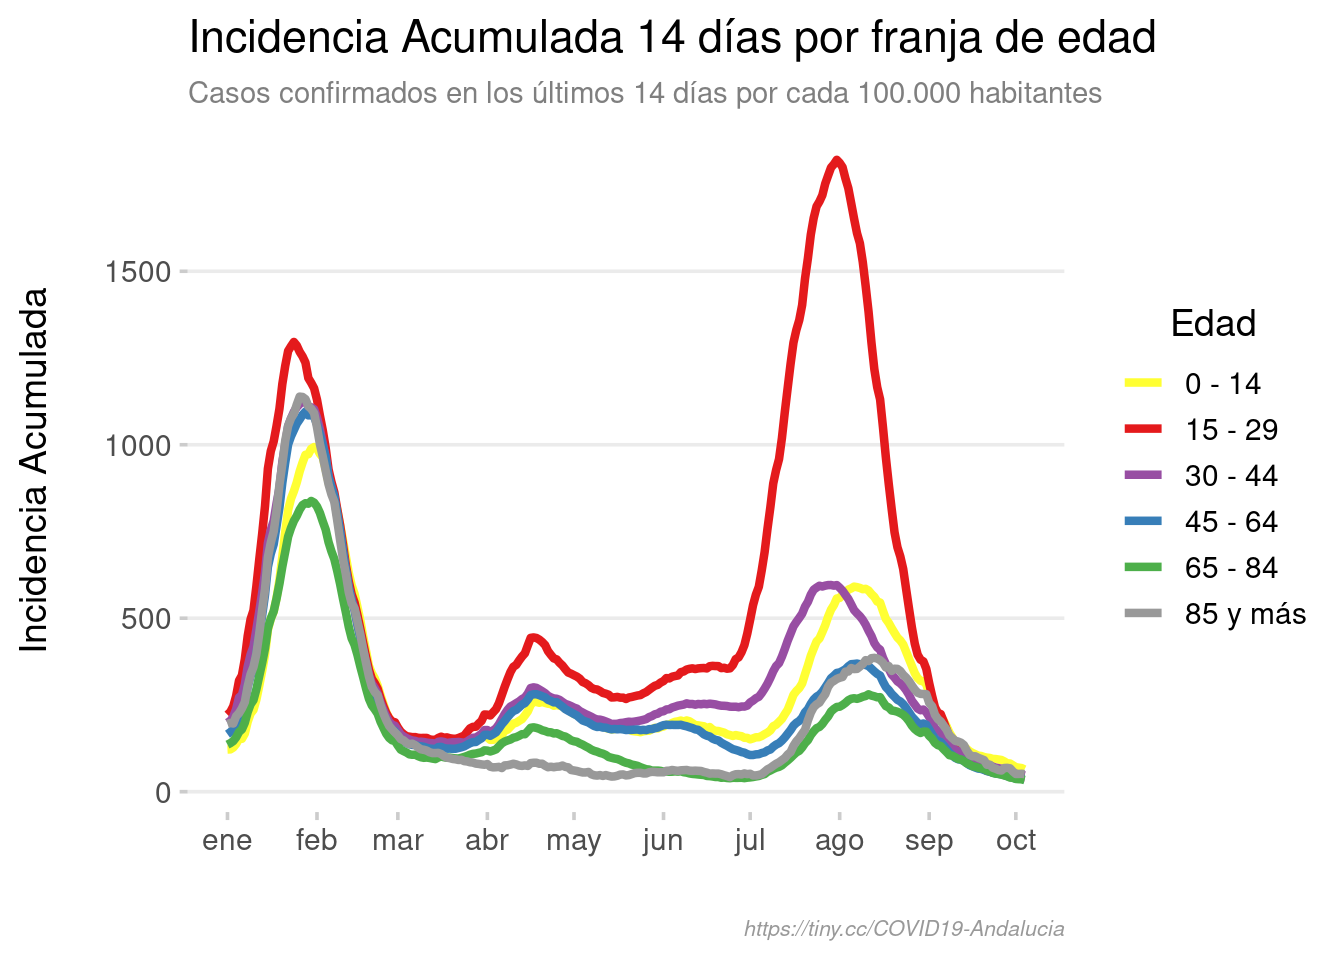 Incidencia Acumulada 14 días por franja de edad
Casos confirmados en los últimos 14 días por cada 100.000 habitantes
Incidencia Acumulada
1500
1000
500
0
ene feb mar abr may jun jul ago sep oct
Edad
0 - 14
15 - 29
30 - 44
45 - 64
65 - 84
85 y más
https://tiny.cc/COVID19-Andalucia